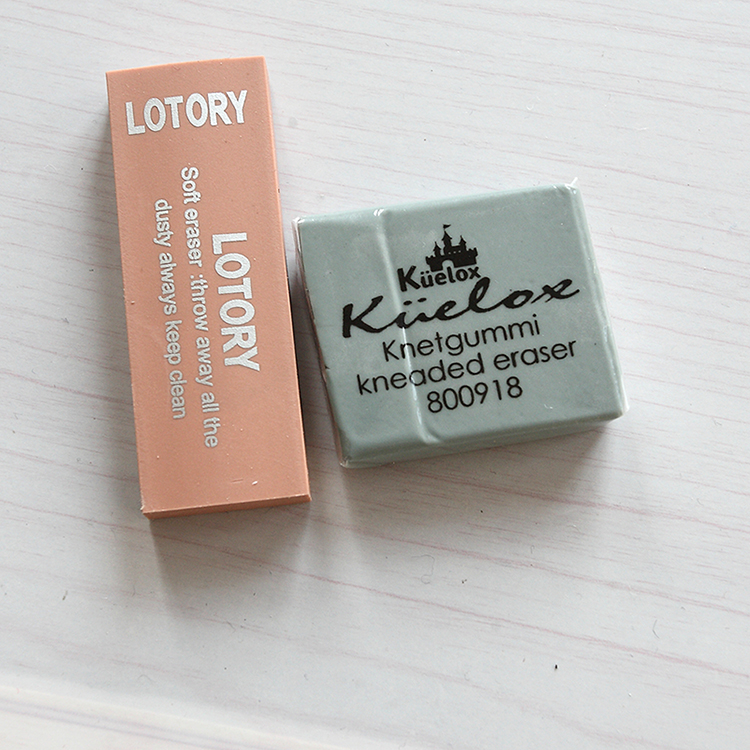 LOTORY
LOTORY
Soft eraser :throw away all the
dusty always keep clean
Küelox
Küelox
Knetgummi
kneaded eraser
800918